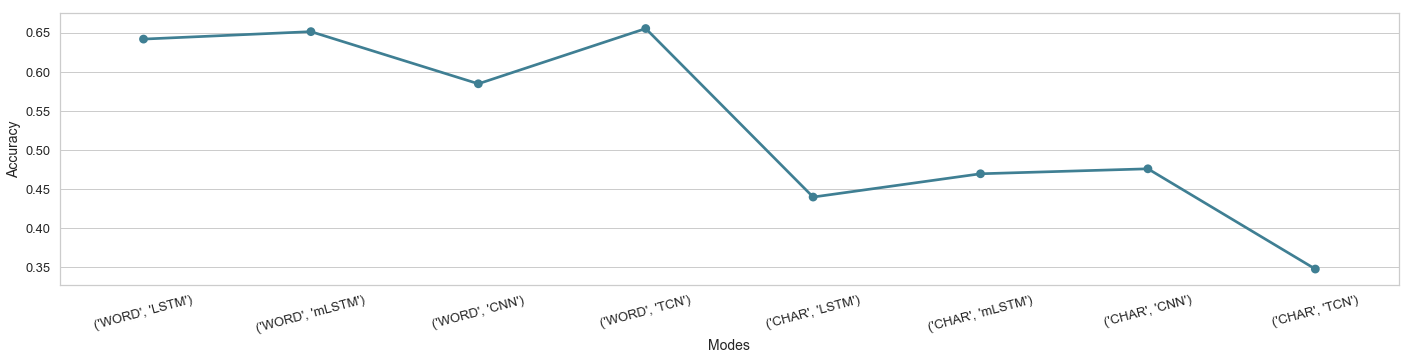 0.65
0.60
0.55
0.50
0.45
0.40
0.35
Accuracy
('WORD', 'LSTM')
('WORD', 'mLSTM')
('WORD', 'CNN')
('WORD', 'TCN')
('CHAR', 'LSTM')
('CHAR', 'mLSTM')
('CHAR', 'CNN')
('CHAR', 'TCN')
Modes